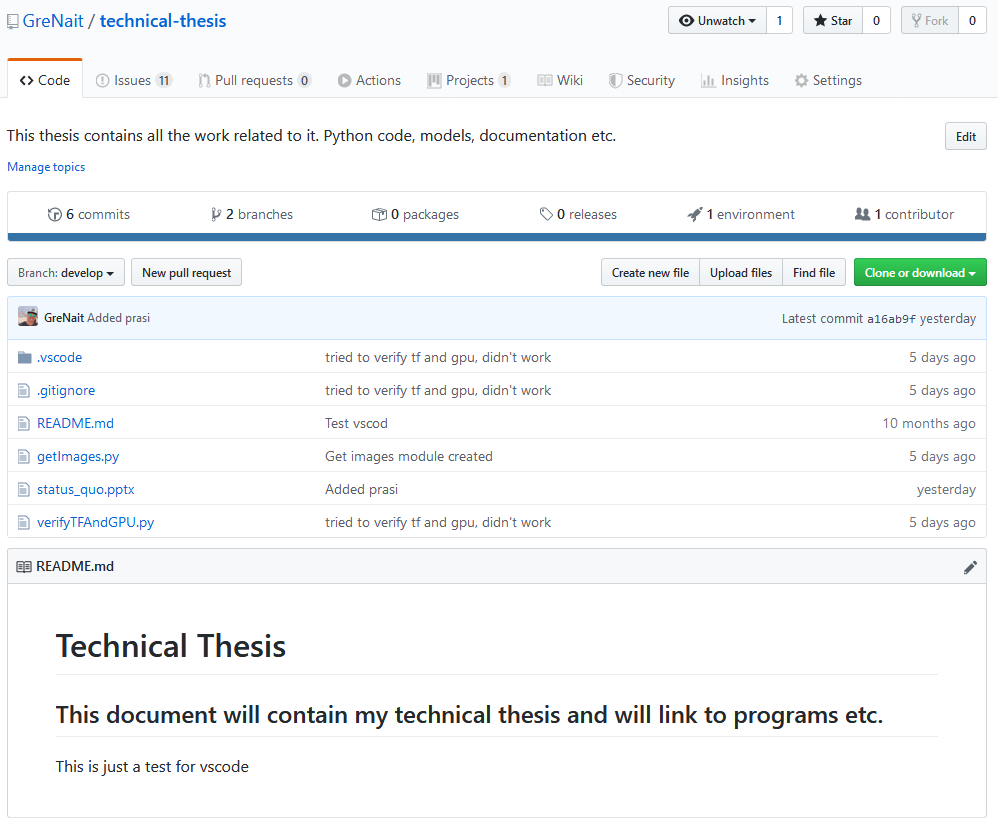 GreNait / technical-thesis
Unwatch 1 Star 0 Fork 0
Code Issues 11 Pull requests 0 Actions Projects 1 Wiki Security Insights Settings
This thesis contains all the work related to it. Python code, models, documentation etc. Edit
Manage topics
6 commits 2 branches 0 packages 0 releases 1 environment 1 contributor
Branch: develop New pull request Create new file Upload files Find file Clone or download
GreNait Added prasi Latest commit a16ab9f yesterday
.vscode tried to verify tf and gpu, didn't work 5 days ago
.gitignore tried to verify tf and gpu, didn't work 5 days ago
README.md Test vscod 10 months ago
getImages.py Get images module created 5 days ago
status_quo.pptx Added prasi yesterday
verifyTFAndGPU.py tried to verify tf and gpu, didn't work 5 days ago
README.md
Technical Thesis
This document will contain my technical thesis and will link to programs etc.
This is just a test for vscode